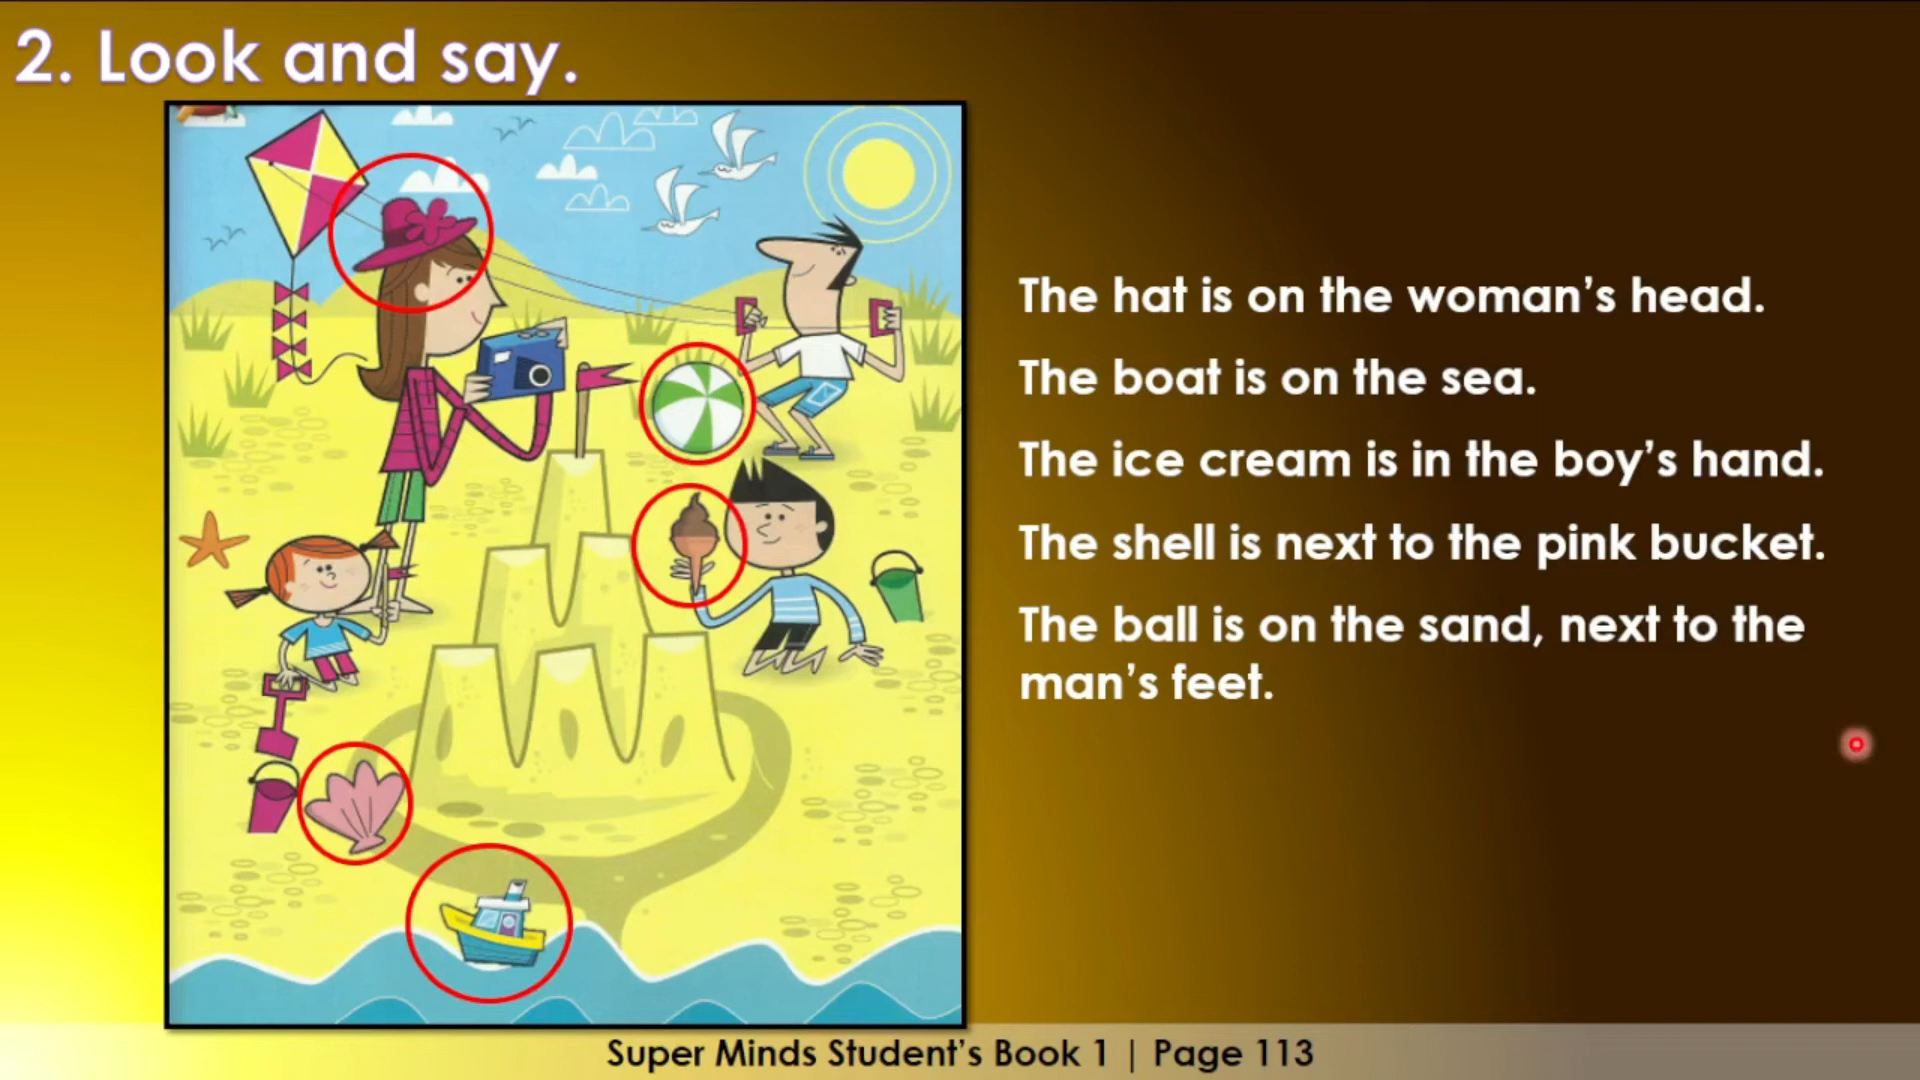 2. Look and say.
The hat is on the woman’s head.
The boat is on the sea.
The ice cream is in the boy’s hand.
The shell is next to the pink bucket.
The ball is on the sand, next to the
man’s feet.
Super Minds Student’s Book 1 | Page 113